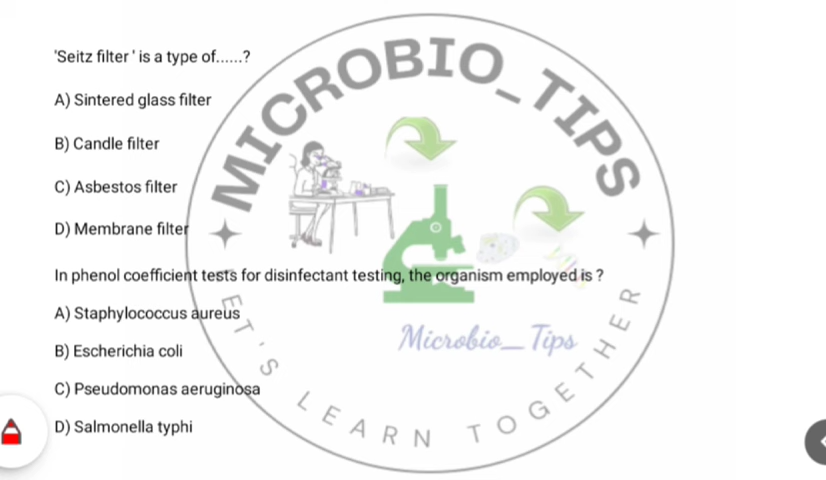 'Seitz filter ' is a type of......?
A) Sintered glass filter
B) Candle filter
C) Asbestos filter
D) Membrane filter
In phenol coefficient tests for disinfectant testing, the organism employed is ?
A) Staphylococcus aureus
B) Escherichia coli
C) Pseudomonas aeruginosa
D) Salmonella typhi
MICROBIO_TIPS
Microbio_Tips
LET'S LEARN TOGETHER